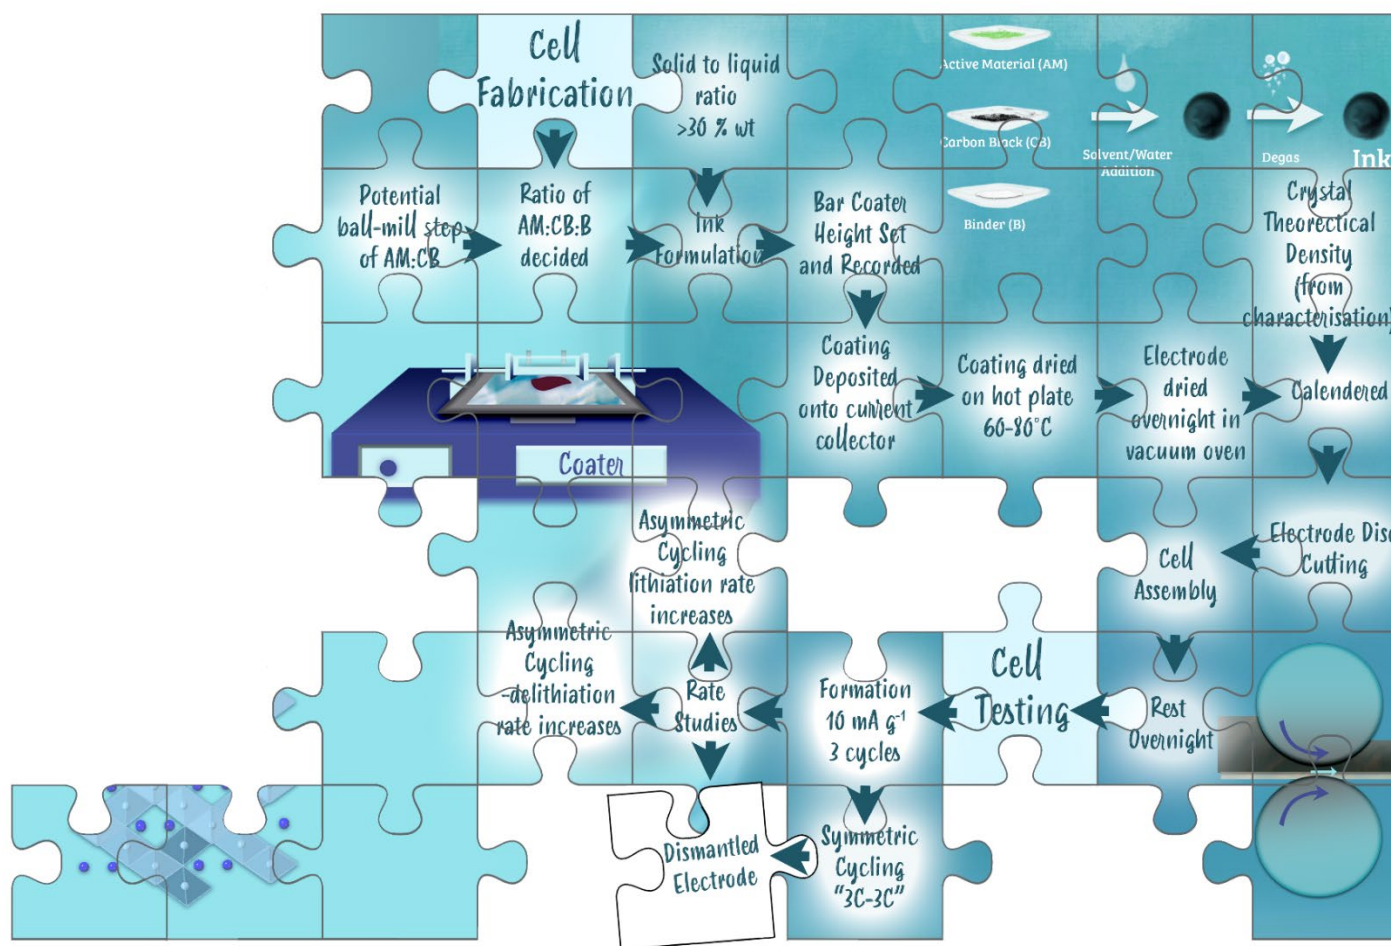 Cell
Fabrication
Solid to liquid
ratio
>30 % wt
Active Material (AM)
Carbon Black (CB)
Binder (B)
Solvent/Water
Addition
Degas
Ink
Potential
ball-mill step
of AM:CB
Ratio of
AM:CB:B
decided
Ink
Formulation
Bar Coater
Height Set
and Recorded
Crystal
Theorectical
Density
(from
characterisation)
Coater
Coating
Deposited
onto current
collector
Coating dried
on hot plate
60-80°C
Electrode
dried
overnight in
vacuum oven
Calendered
Electrode Disc
Cutting
Cell
Assembly
Rest
Overnight
Cell
Testing
Formation
10 mA g⁻¹
3 cycles
Rate
Studies
Asymmetric
Cycling
lithiation rate
increases
Asymmetric
Cycling
-delithiation
rate increases
Symmetric
Cycling
"3C-3C"
Dismantled
Electrode